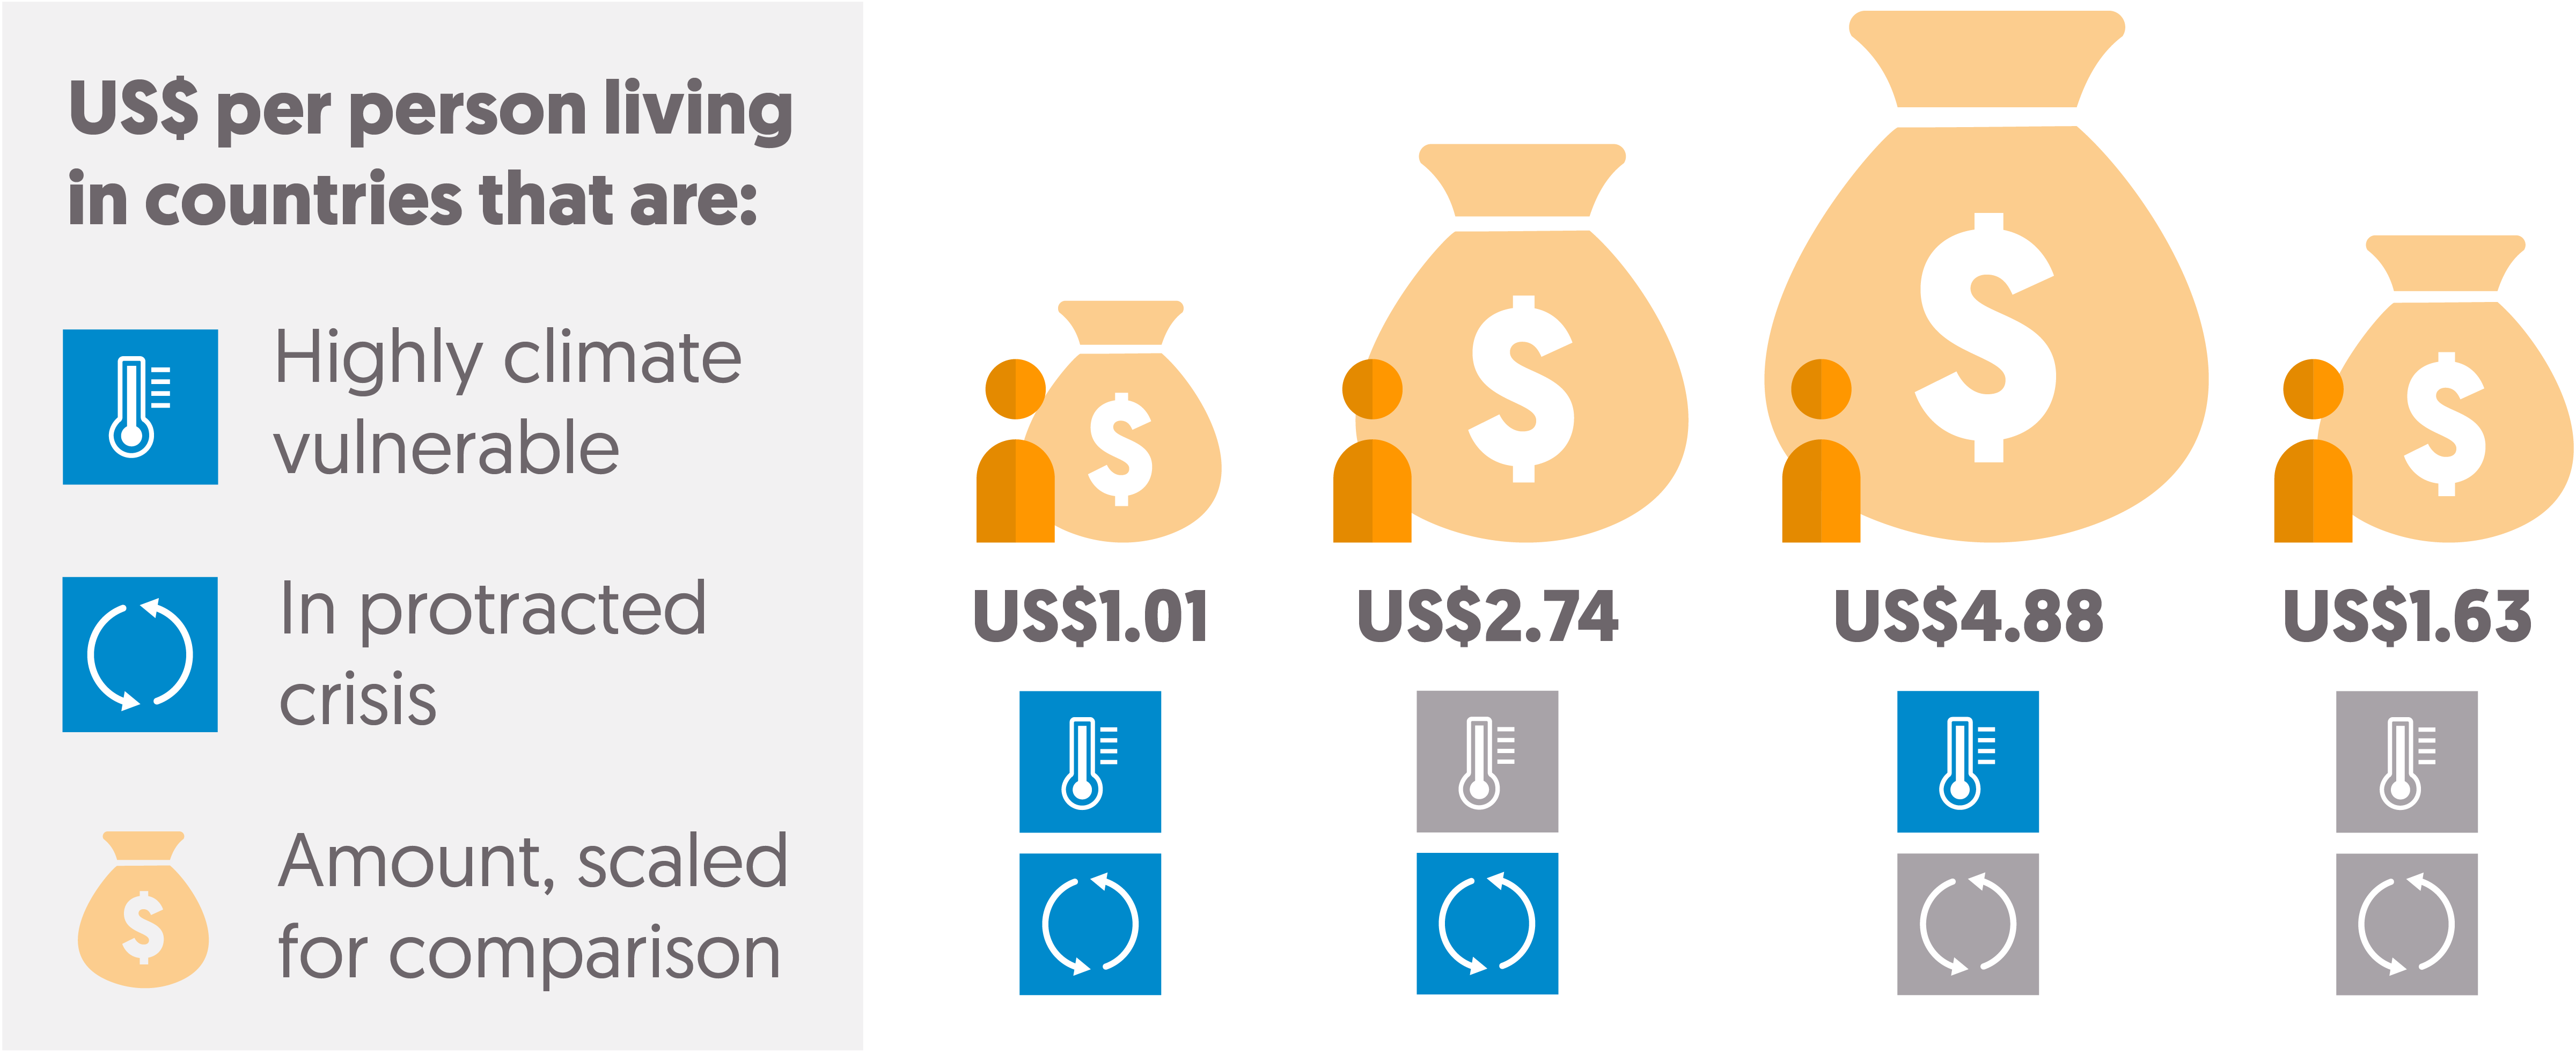 US$ per person living
in countries that are:
Highly climate
vulnerable
In protracted
crisis
$
Amount, scaled
for comparison
$
$
$
$
US$1.01
US$2.74
US$4.88
US$1.63